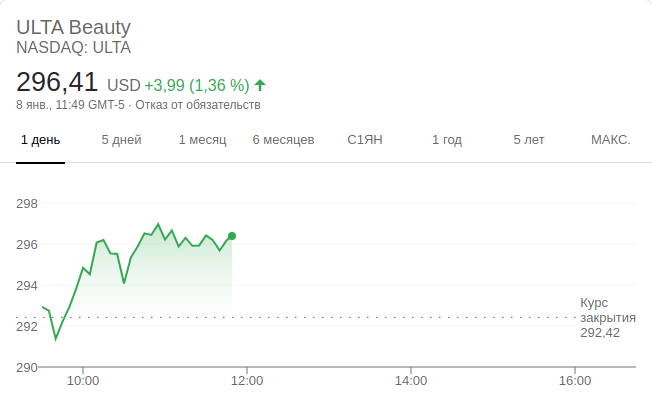 ULTA Beauty
NASDAQ: ULTA
296,41 USD +3,99 (1,36 %)
8 янв., 11:49 GMT-5 · Отказ от обязательств
1 день 5 дней 1 месяц 6 месяцев С1ЯН 1 год 5 лет МАКС.
298
296
294
Курс
закрытия
292,42
292
290
10:00 12:00 14:00 16:00